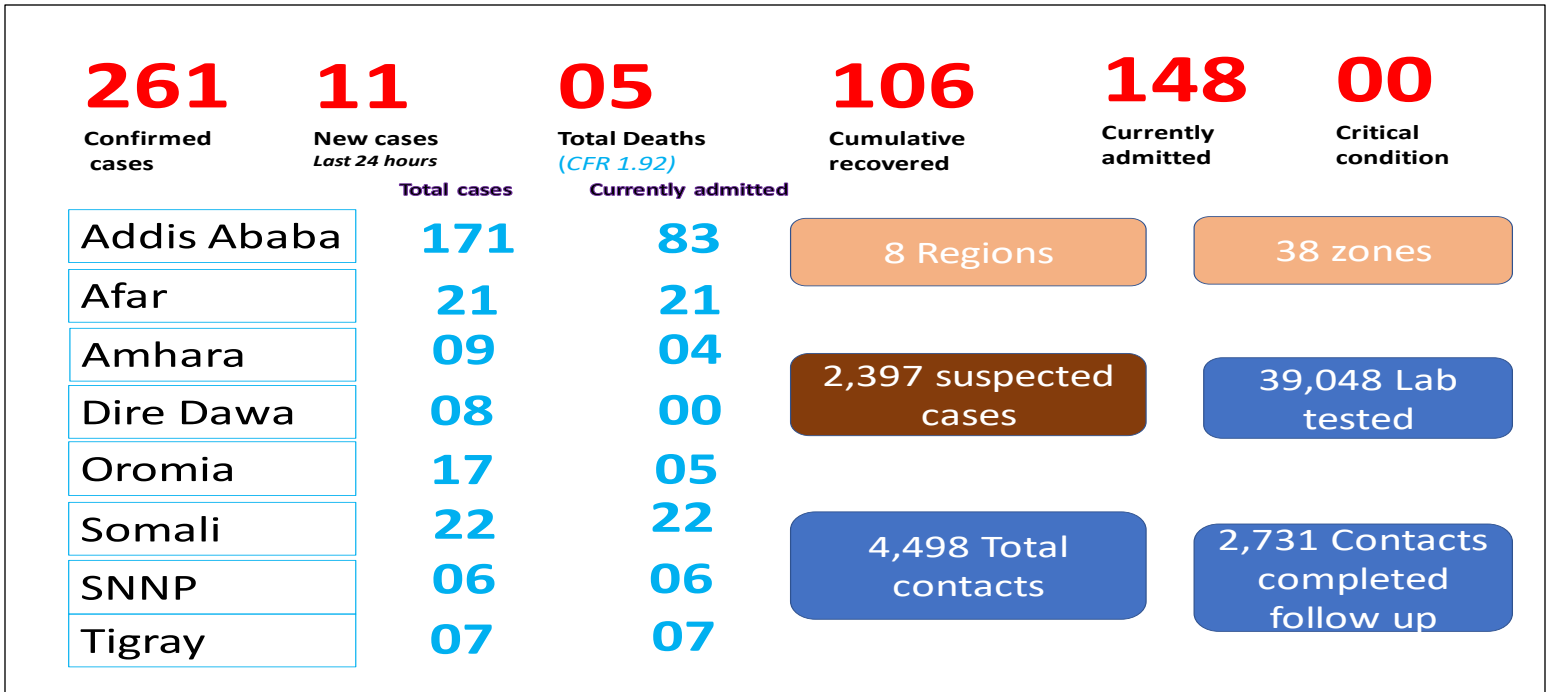 261 11 05 106 148 00
Confirmed cases
New cases
Last 24 hours
Total Deaths
(CFR 1.92)
Cumulative recovered
Currently admitted
Critical condition
Total cases Currently admitted
Addis Ababa 171 83
Afar 21 21
Amhara 09 04
Dire Dawa 08 00
Oromia 17 05
Somali 22 22
SNNP 06 06
Tigray 07 07
8 Regions
38 zones
2,397 suspected
cases
39,048 Lab
tested
4,498 Total
contacts
2,731 Contacts
completed
follow up